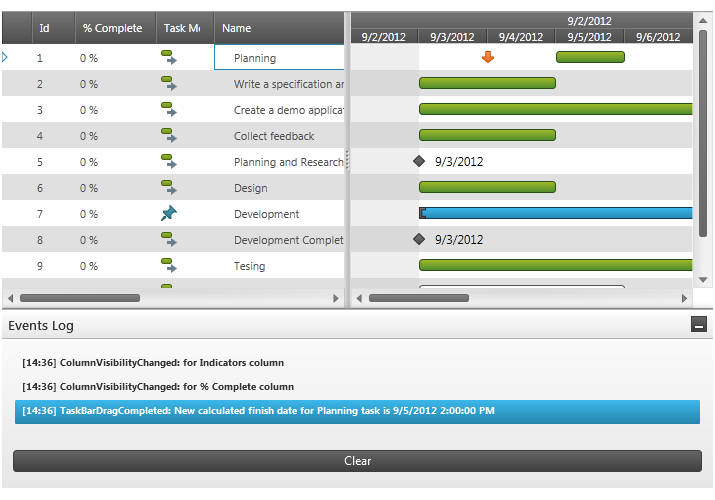 9/2/2012
Id % Complete Task Mo Name 9/2/2012 9/3/2012 9/4/2012 9/5/2012 9/6/2012
1 0 % Planning
2 0 % Write a specification an
3 0 % Create a demo applicat
4 0 % Collect feedback
5 0 % Planning and Research 9/3/2012
6 0 % Design
7 0 % Development
8 0 % Development Complet 9/3/2012
9 0 % Tesing
Events Log
[14:36] ColumnVisibilityChanged: for Indicators column
[14:36] ColumnVisibilityChanged: for % Complete column
[14:36] TaskBarDragCompleted: New calculated finish date for Planning task is 9/5/2012 2:00:00 PM
Clear